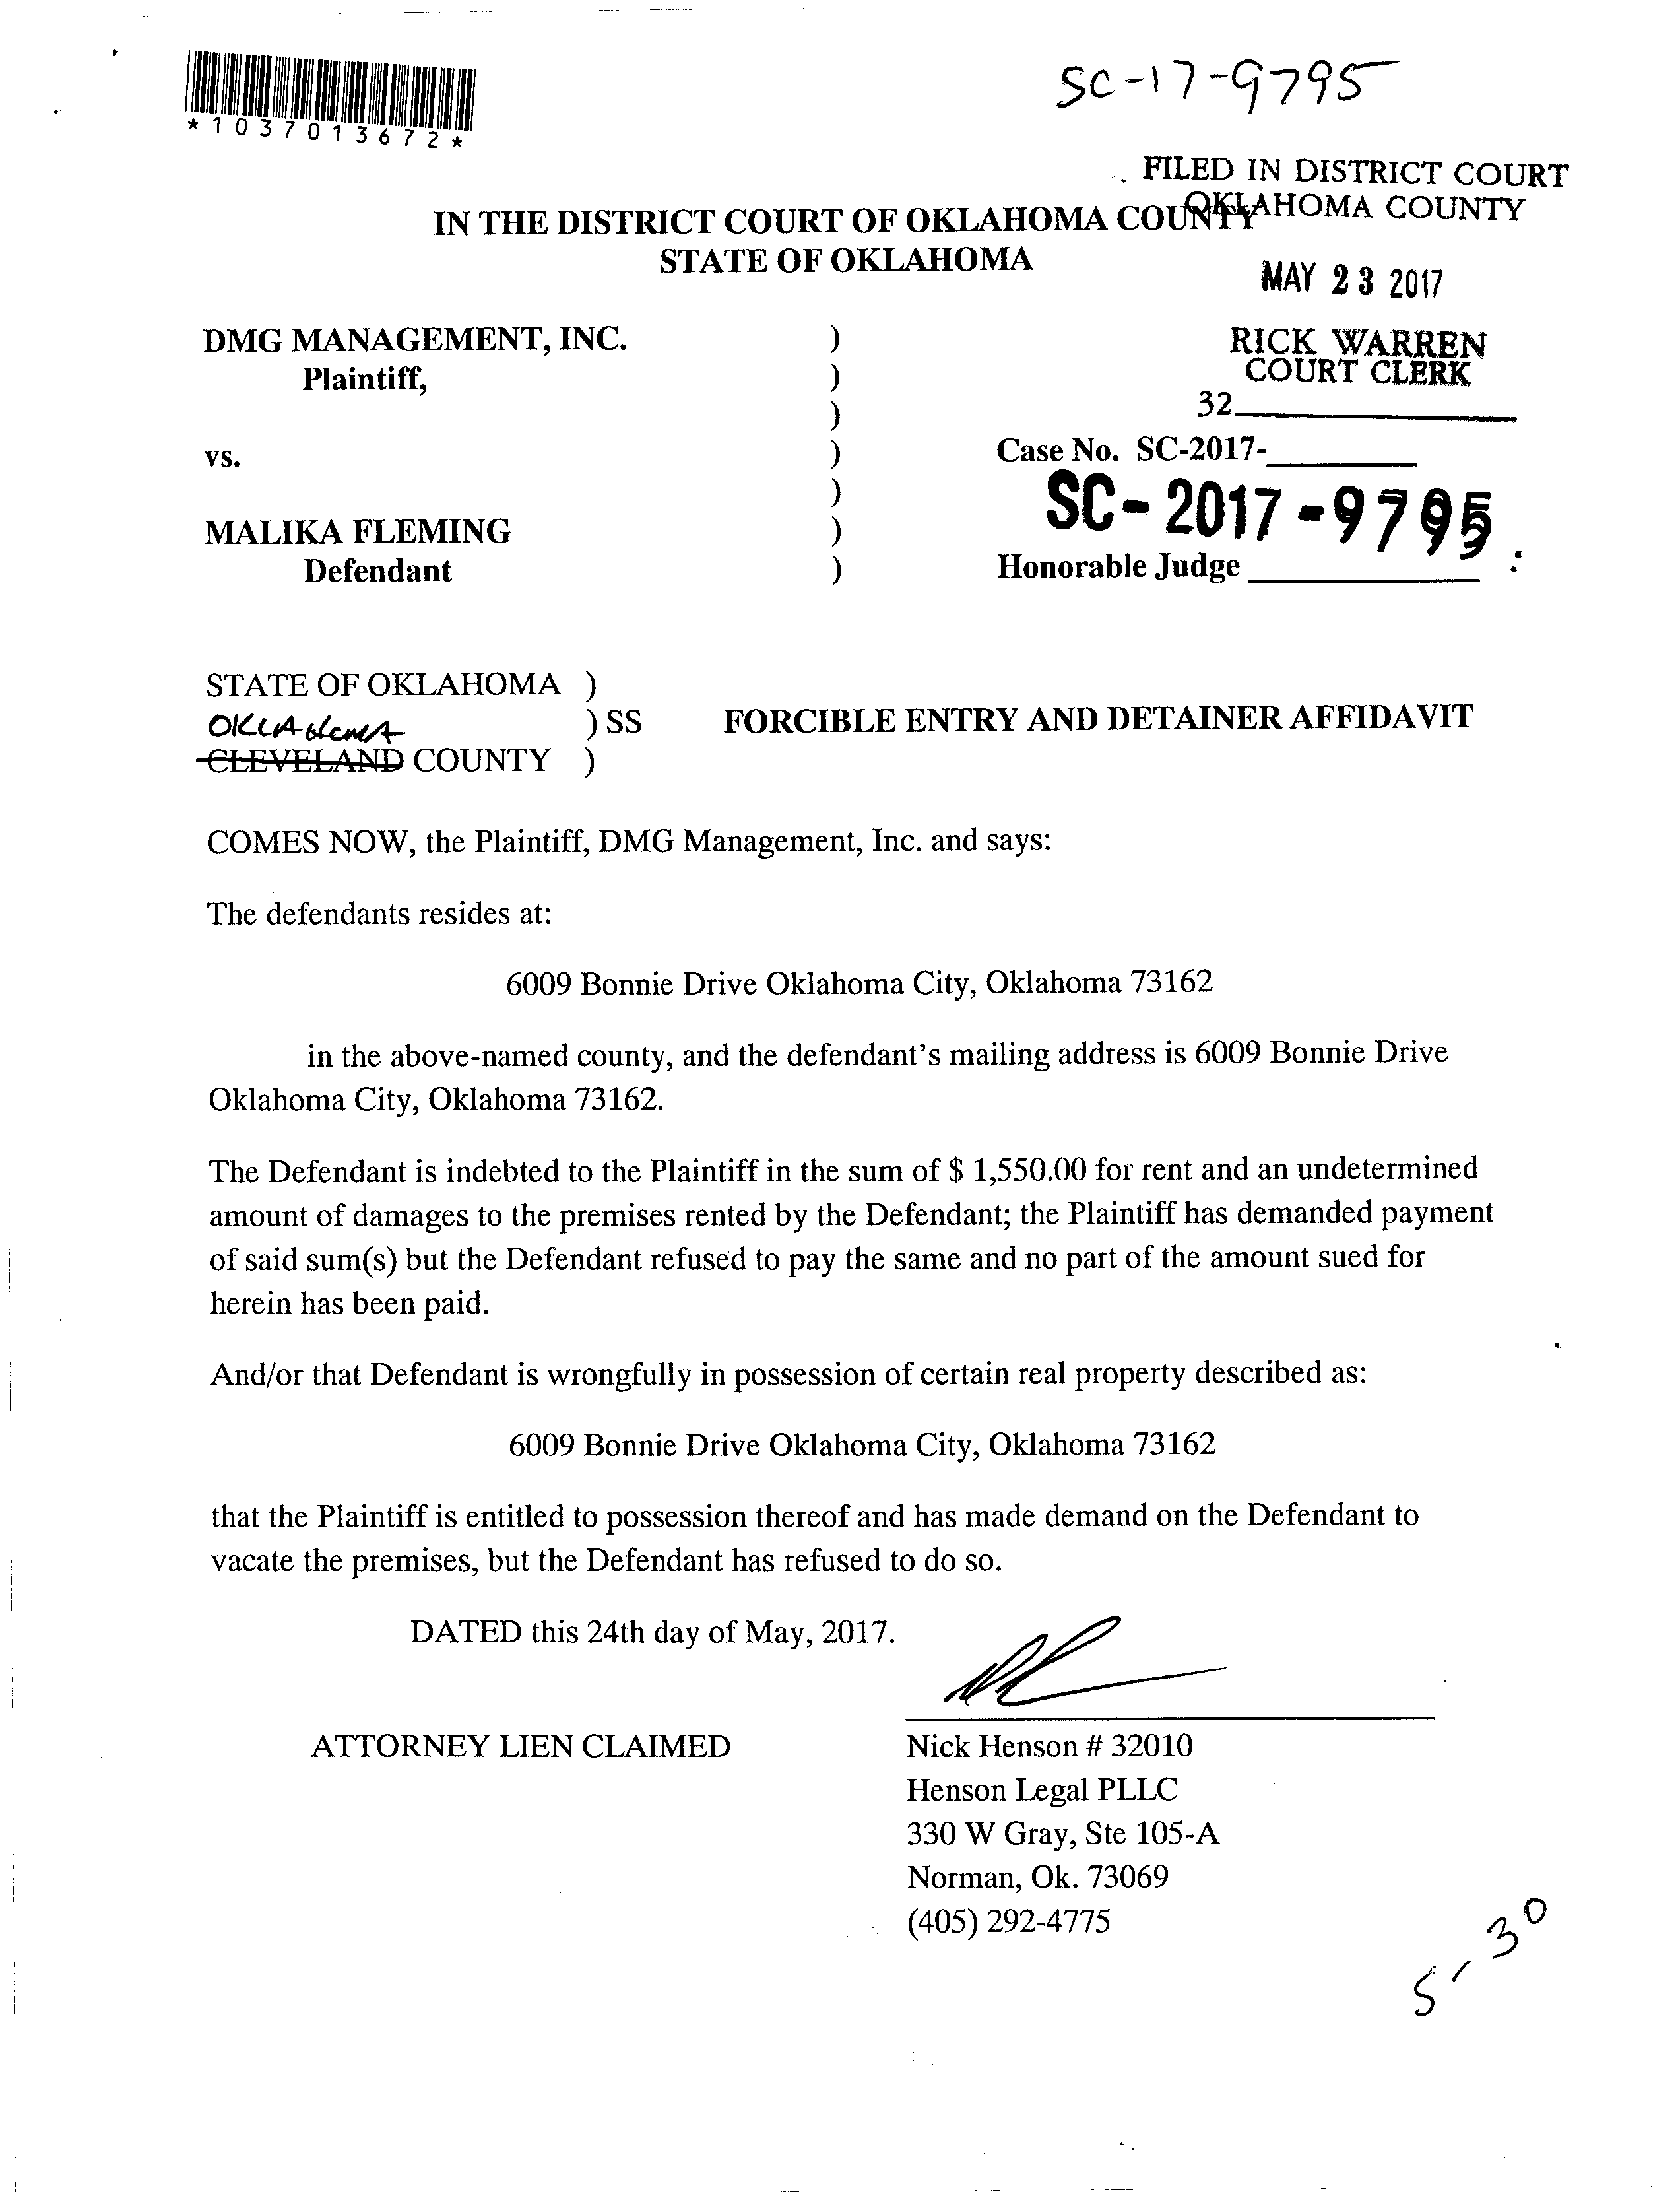 *1037013672*
SC-17-9795
FILED IN DISTRICT COURT
OKLAHOMA COUNTY
IN THE DISTRICT COURT OF OKLAHOMA COUNTY
STATE OF OKLAHOMA
MAY 23 2017
RICK WARREN
COURT CLERK
32
DMG MANAGEMENT, INC. )
Plaintiff, )
)
vs. ) Case No. SC-2017-
) SC-2017-9795
MALIKA FLEMING )
Defendant ) Honorable Judge
STATE OF OKLAHOMA )
OKLAHOMA ) SS FORCIBLE ENTRY AND DETAINER AFFIDAVIT
CLEVELAND COUNTY )
COMES NOW, the Plaintiff, DMG Management, Inc. and says:
The defendants resides at:
6009 Bonnie Drive Oklahoma City, Oklahoma 73162
in the above-named county, and the defendant's mailing address is 6009 Bonnie Drive
Oklahoma City, Oklahoma 73162.
The Defendant is indebted to the Plaintiff in the sum of $ 1,550.00 for rent and an undetermined
amount of damages to the premises rented by the Defendant; the Plaintiff has demanded payment
of said sum(s) but the Defendant refused to pay the same and no part of the amount sued for
herein has been paid.
And/or that Defendant is wrongfully in possession of certain real property described as:
6009 Bonnie Drive Oklahoma City, Oklahoma 73162
that the Plaintiff is entitled to possession thereof and has made demand on the Defendant to
vacate the premises, but the Defendant has refused to do so.
DATED this 24th day of May, 2017.
ATTORNEY LIEN CLAIMED
Nick Henson # 32010
Henson Legal PLLC
330 W Gray, Ste 105-A
Norman, Ok. 73069
(405) 292-4775
5-30